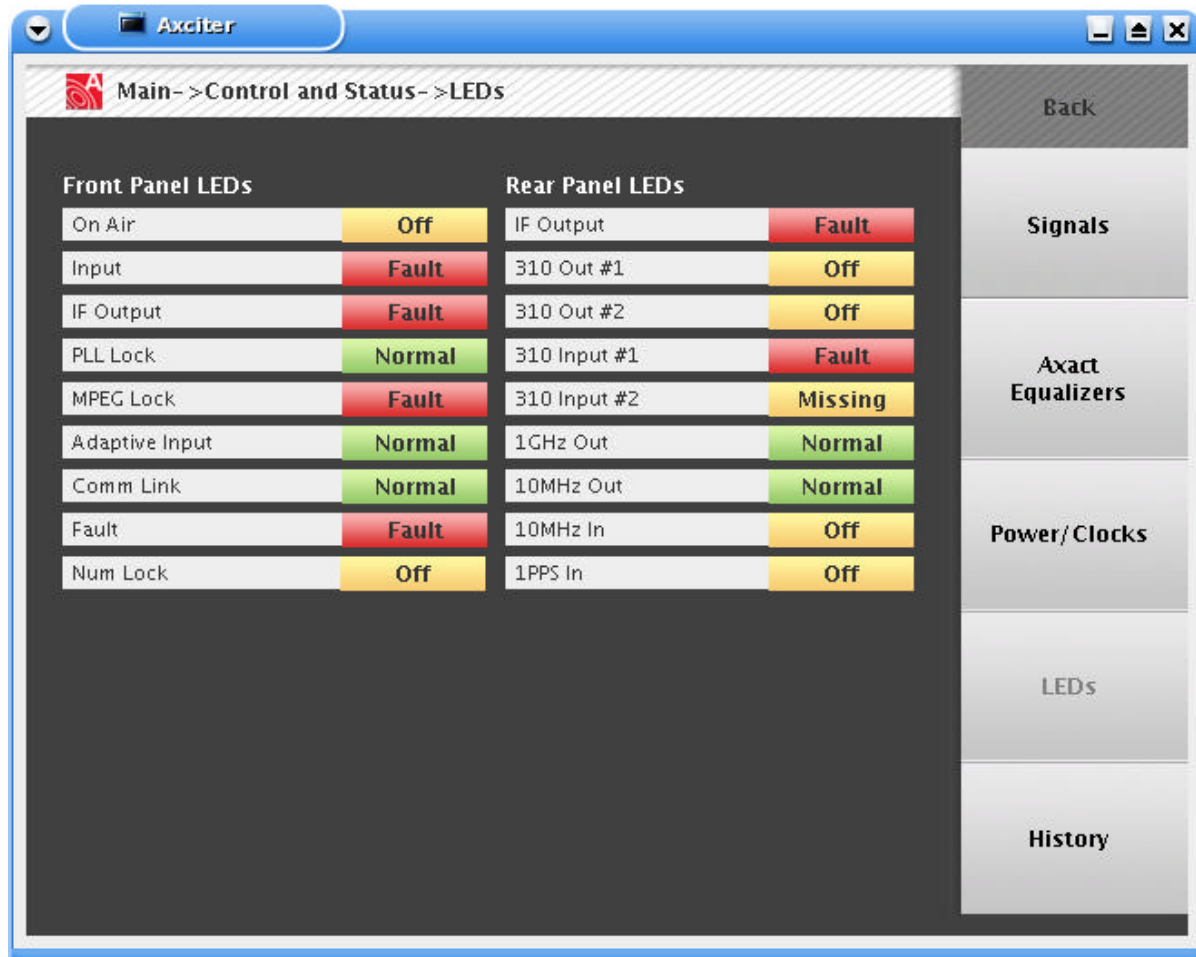 Axciter
Main->Control and Status->LEDs
Front Panel LEDs
On Air Off
Input Fault
IF Output Fault
PLL Lock Normal
MPEG Lock Fault
Adaptive Input Normal
Comm Link Normal
Fault Fault
Num Lock Off
Rear Panel LEDs
IF Output Fault
310 Out #1 Off
310 Out #2 Off
310 Input #1 Fault
310 Input #2 Missing
1GHz Out Normal
10MHz Out Normal
10MHz In Off
1PPS In Off
Back
Signals
Axact
Equalizers
Power/Clocks
LEDs
History